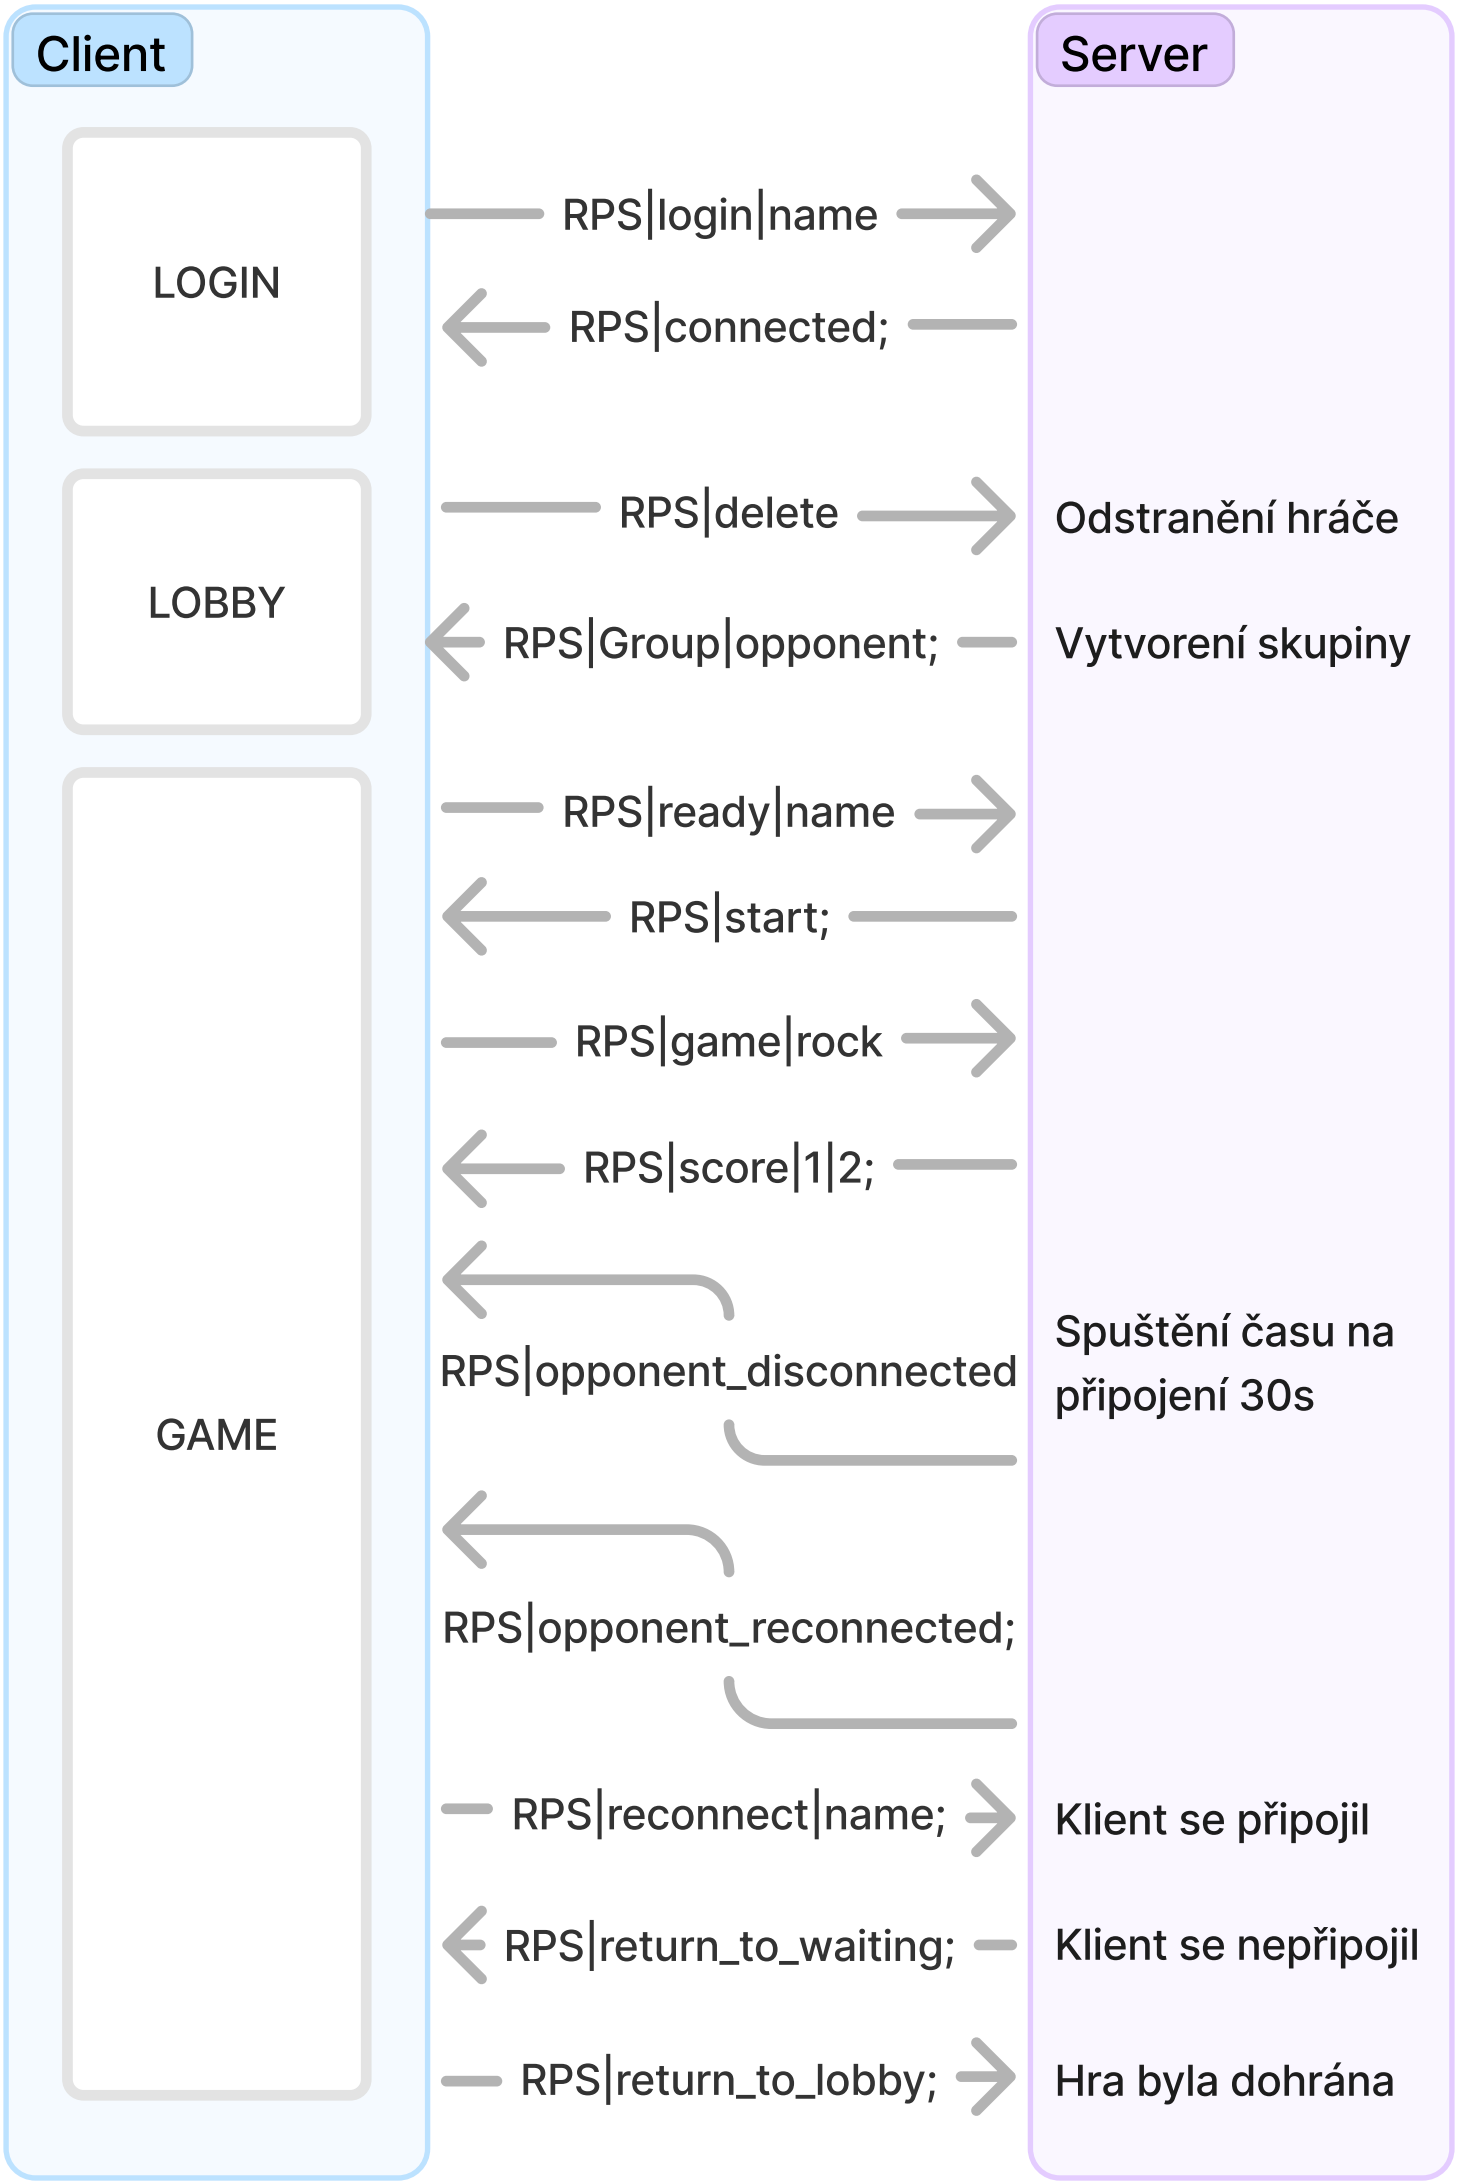 Client
Server
LOGIN
RPS|login|name
RPS|connected;
LOBBY
RPS|delete
Odstranění hráče
RPS|Group|opponent;
Vytvorení skupiny
GAME
RPS|ready|name
RPS|start;
RPS|game|rock
RPS|score|1|2;
RPS|opponent_disconnected
Spuštění času na
připojení 30s
RPS|opponent_reconnected;
RPS|reconnect|name;
Klient se připojil
RPS|return_to_waiting;
Klient se nepřipojil
RPS|return_to_lobby;
Hra byla dohrána